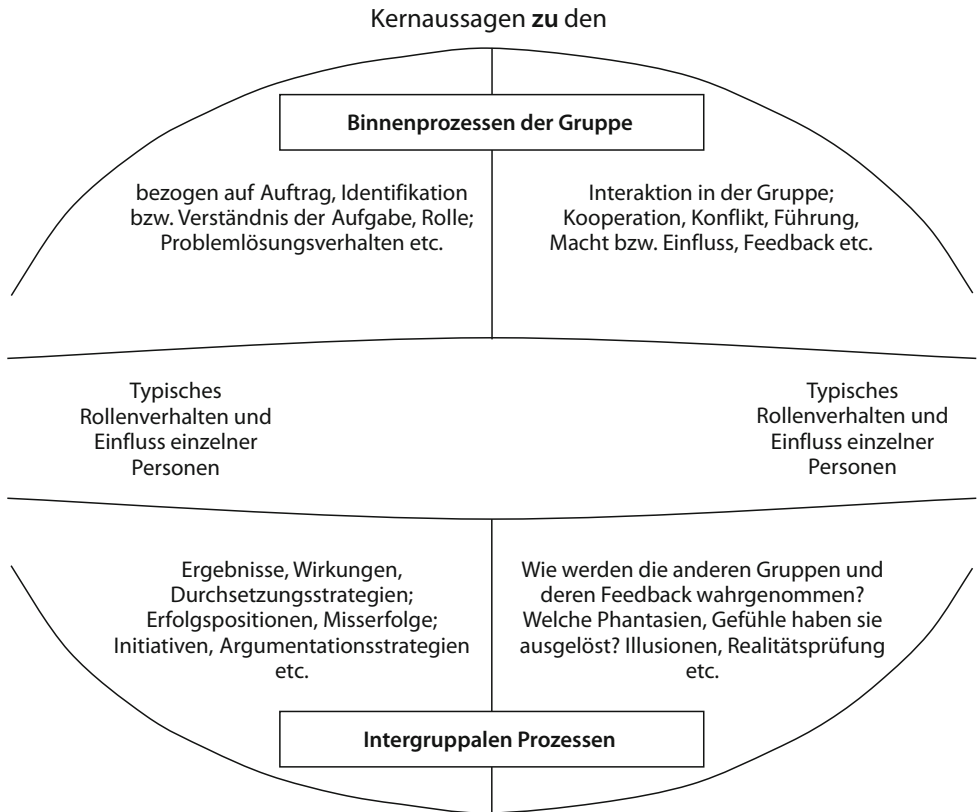 Kernaussagen zu den
Binnenprozessen der Gruppe
bezogen auf Auftrag, Identifikation
bzw. Verständnis der Aufgabe, Rolle;
Problemlösungsverhalten etc.
Interaktion in der Gruppe;
Kooperation, Konflikt, Führung,
Macht bzw. Einfluss, Feedback etc.
Typisches
Rollenverhalten und
Einfluss einzelner
Personen
Typisches
Rollenverhalten und
Einfluss einzelner
Personen
Ergebnisse, Wirkungen,
Durchsetzungsstrategien;
Erfolgspositionen, Misserfolge;
Initiativen, Argumentationsstrategien
etc.
Wie werden die anderen Gruppen und
deren Feedback wahrgenommen?
Welche Phantasien, Gefühle haben sie
ausgelöst? Illusionen, Realitätsprüfung
etc.
Intergruppalen Prozessen